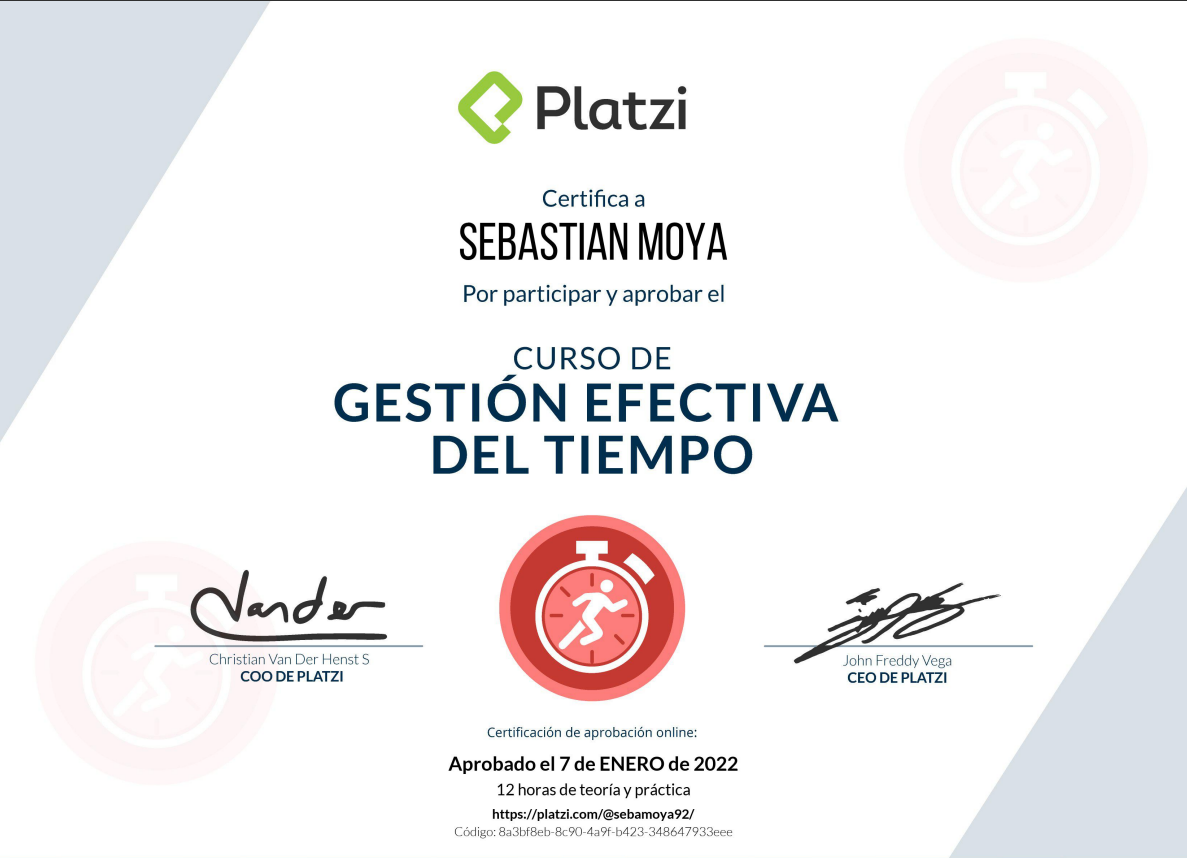 Platzi
Certifica a
SEBASTIAN MOYA
Por participar y aprobar el
CURSO DE
GESTIÓN EFECTIVA
DEL TIEMPO
Vander
Christian Van Der Henst S
COO DE PLATZI
John Freddy Vega
CEO DE PLATZI
Certificación de aprobación online:
Aprobado el 7 de ENERO de 2022
12 horas de teoría y práctica
https://platzi.com/@sebamoya92/
Código: 8a3bf8eb-8c90-4a9f-b423-348647933eee